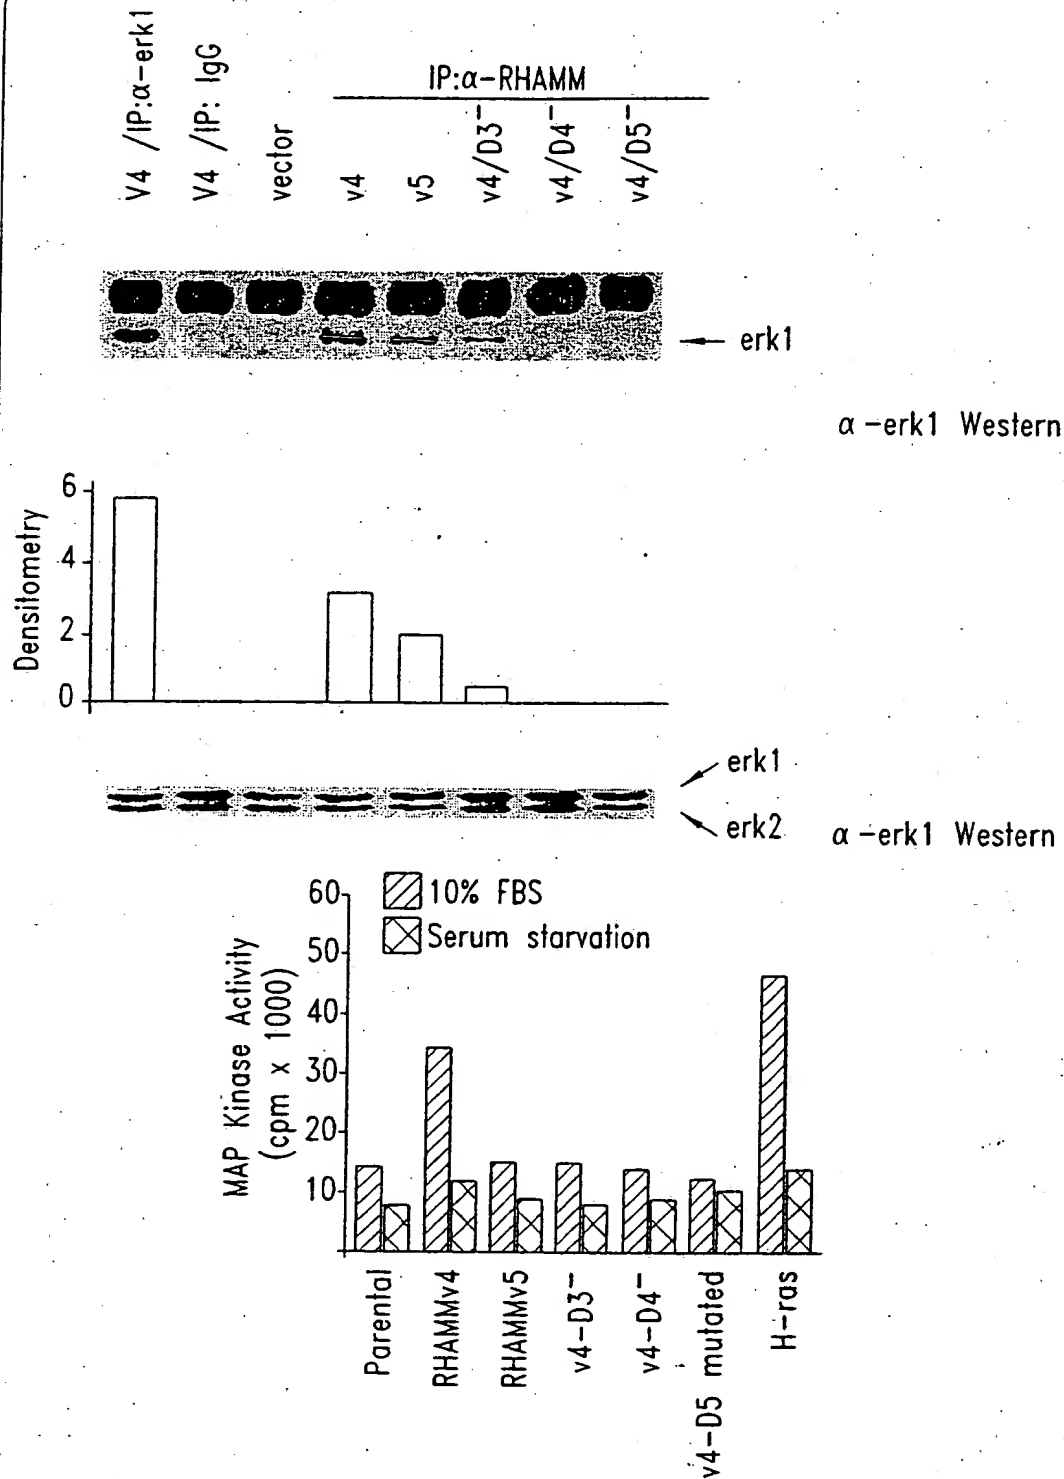 V4 /IP:α-erk1
V4 /IP: IgG
vector
IP:α-RHAMM
v4
v5
v4/D3⁻
v4/D4⁻
v4/D5⁻
erk1
α-erk1 Western
Densitometry
6
4
2
0
erk1
erk2
α-erk1 Western
10% FBS
Serum starvation
MAP Kinase Activity
(cpm x 1000)
60
50
40
30
20
10
Parental
RHAMMv4
RHAMMv5
v4-D3⁻
v4-D4⁻
v4-D5 mutated
H-ras